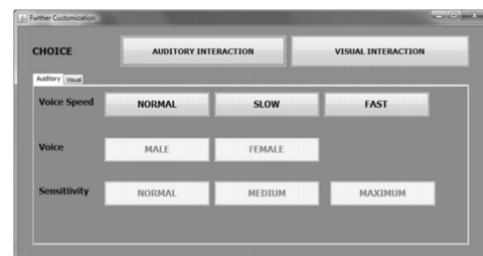 Further Customization
CHOICE AUDITORY INTERACTION VISUAL INTERACTION
Auditory Visual
Voice Speed NORMAL SLOW FAST
Voice MALE FEMALE
Sensitiivity NORMAL MEDIUM MAXIMUM